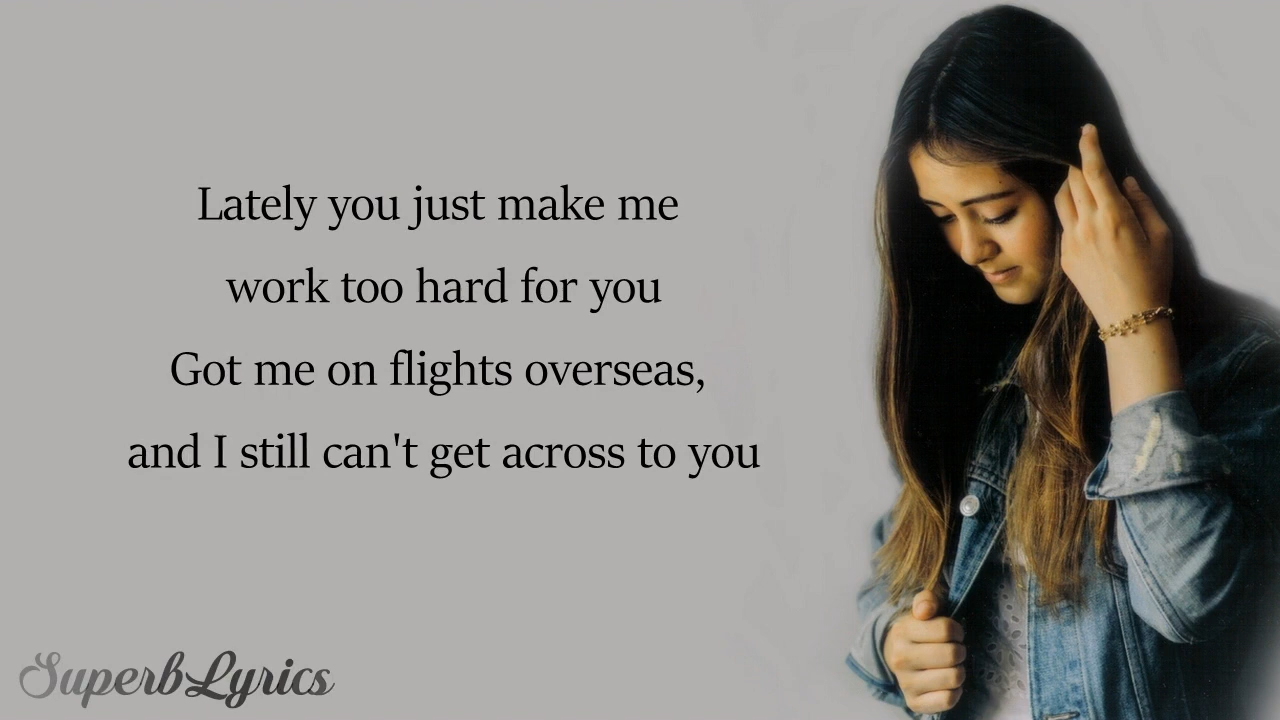 Lately you just make me
work too hard for you
Got me on flights overseas,
and I still can't get across to you
SuperbLyrics